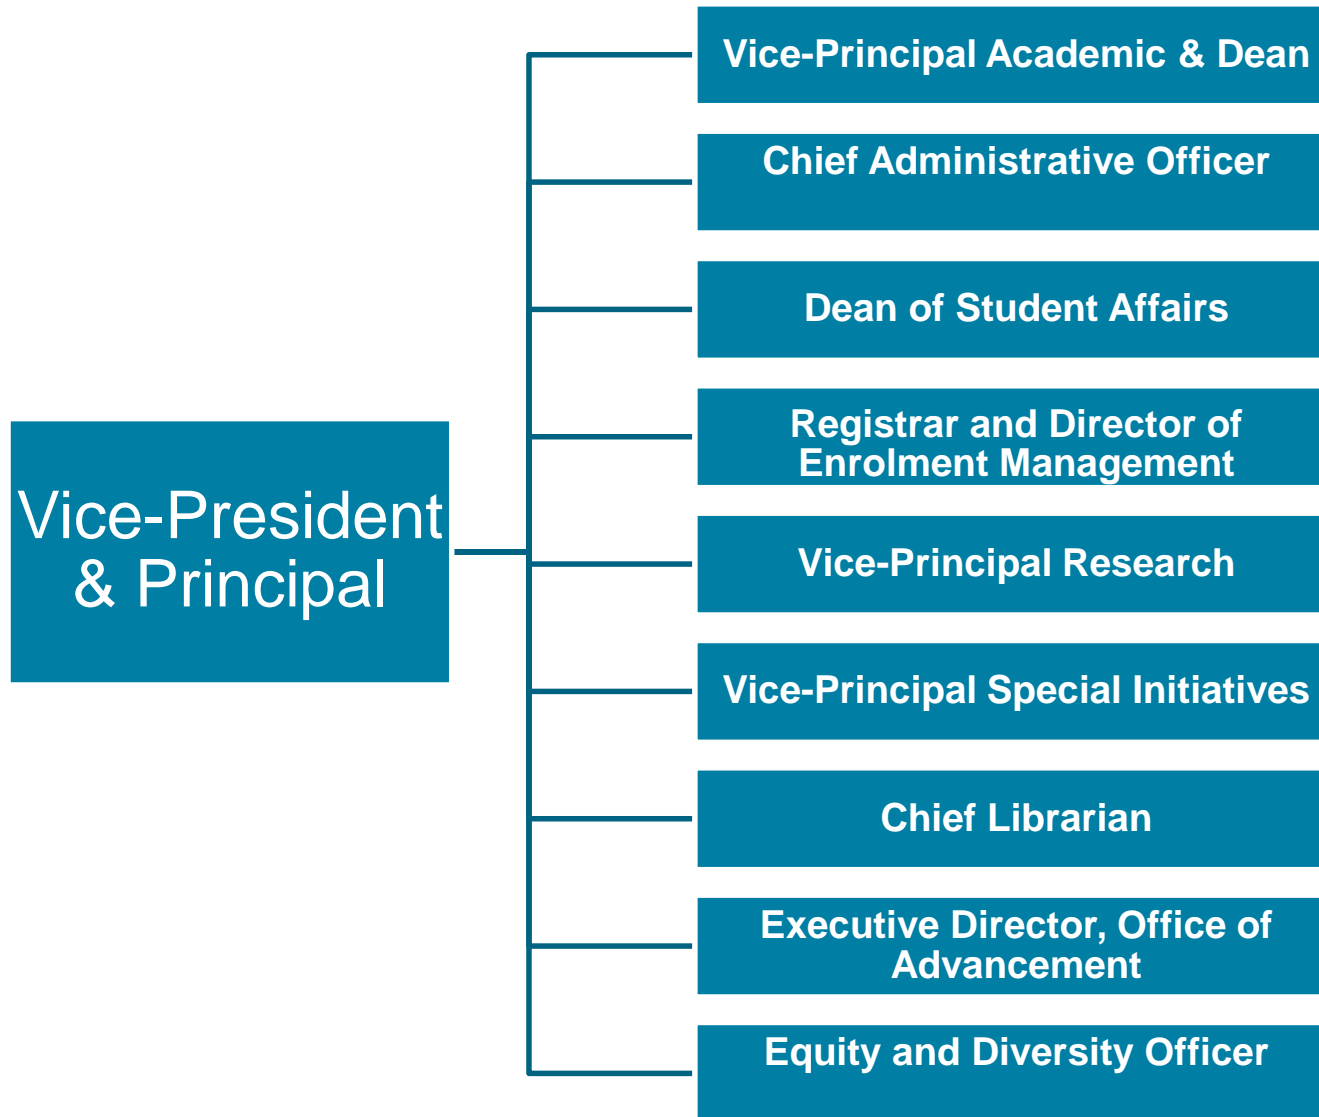 Vice-Principal Academic & Dean
Chief Administrative Officer
Dean of Student Affairs
Registrar and Director of
Enrolment Management
Vice-President
& Principal
Vice-Principal Research
Vice-Principal Special Initiatives
Chief Librarian
Executive Director, Office of
Advancement
Equity and Diversity Officer